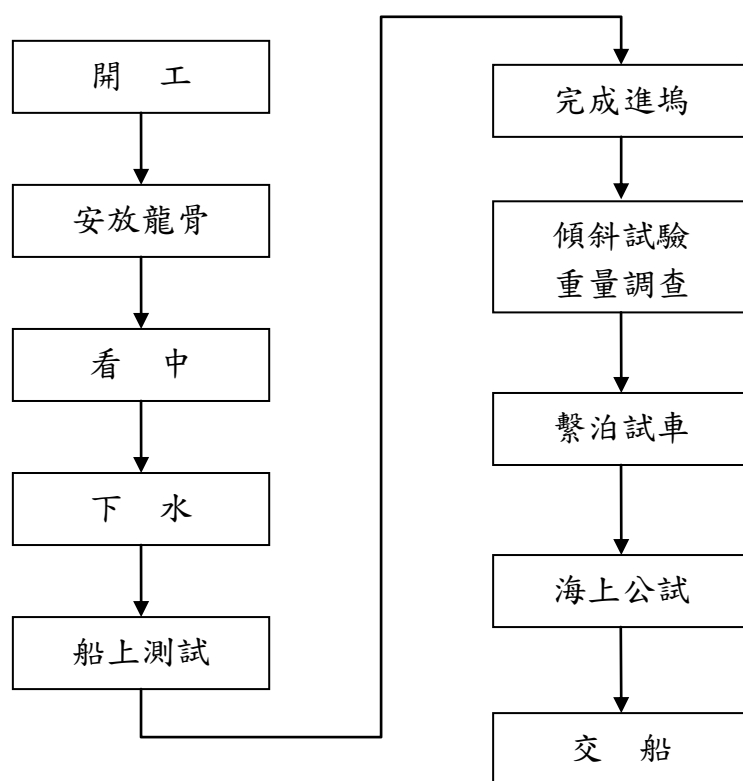 開 工
安放龍骨
看 中
下 水
船上測試
完成進塢
傾斜試驗
重量調查
繫泊試車
海上公試
交 船